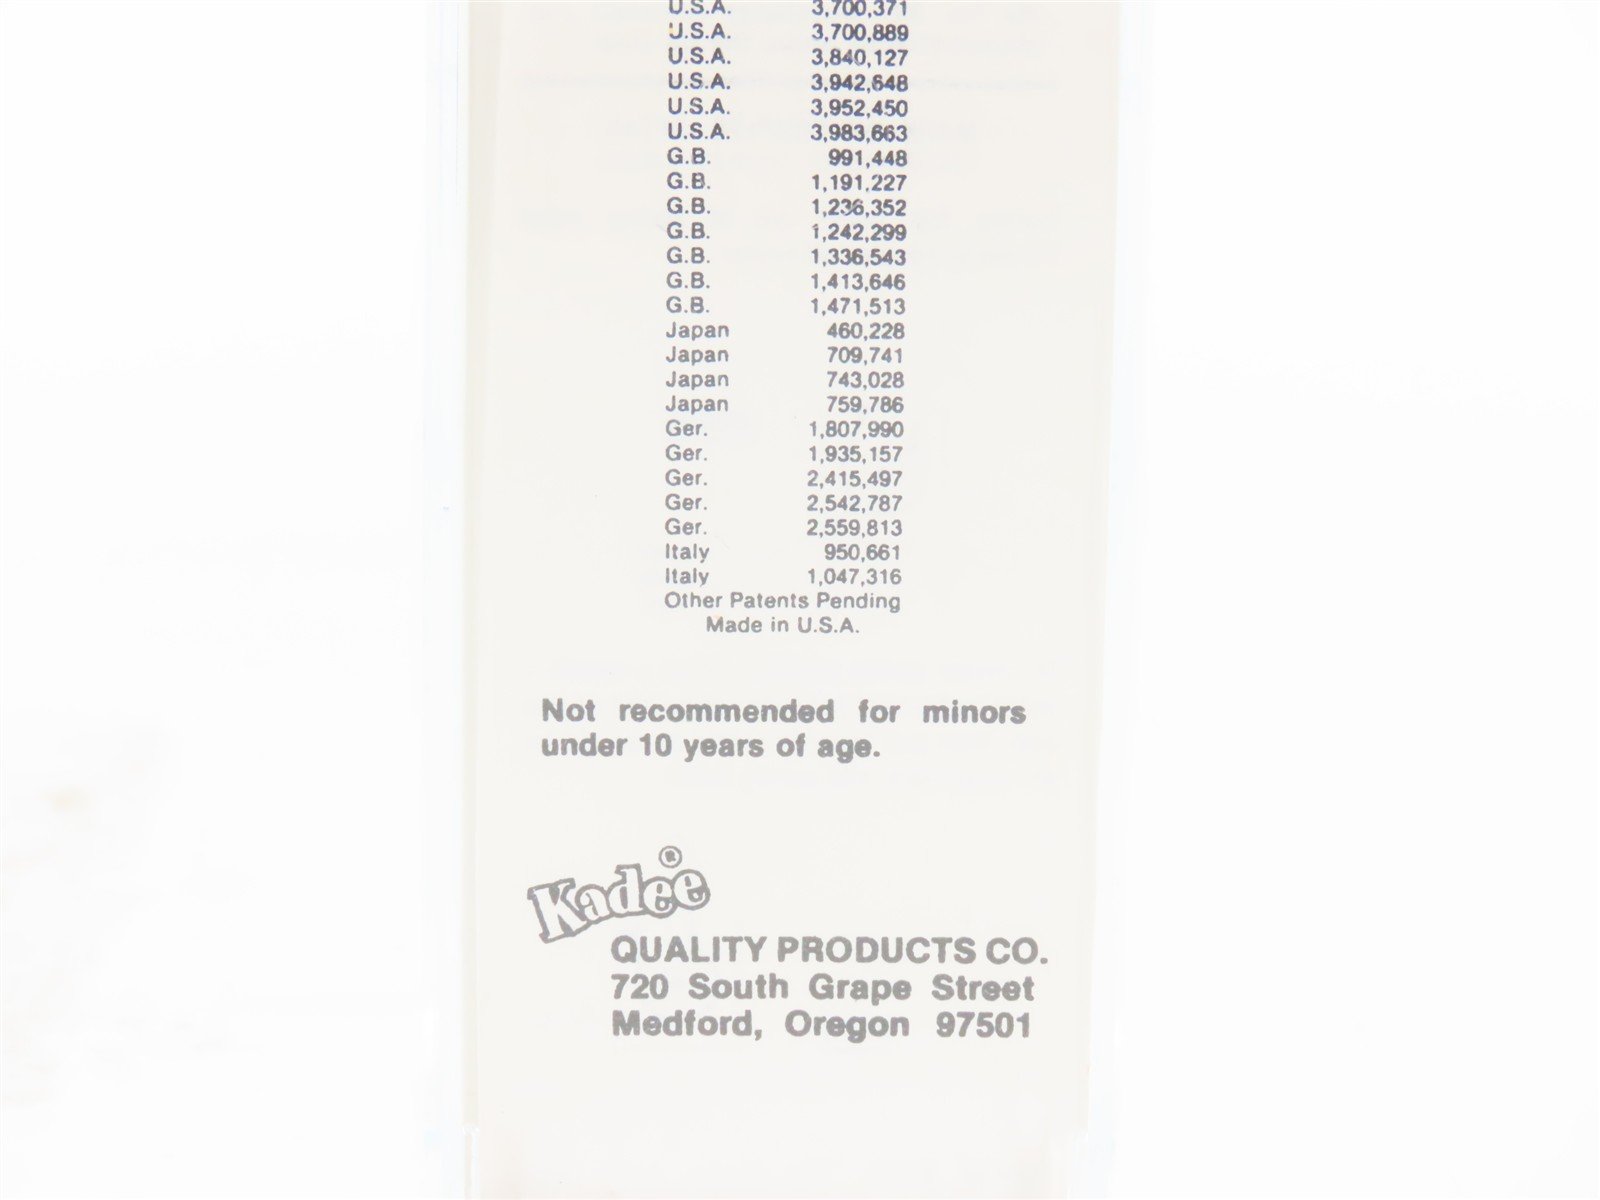 U.S.A. 3,700,371
U.S.A. 3,700,889
U.S.A. 3,840,127
U.S.A. 3,942,648
U.S.A. 3,952,450
U.S.A. 3,983,663
G.B. 991,448
G.B. 1,191,227
G.B. 1,236,352
G.B. 1,242,299
G.B. 1,336,543
G.B. 1,413,646
G.B. 1,471,513
Japan 460,228
Japan 709,741
Japan 743,028
Japan 759,786
Ger. 1,807,990
Ger. 1,935,157
Ger. 2,415,497
Ger. 2,542,787
Ger. 2,559,813
Italy 950,661
Italy 1,047,316
Other Patents Pending
Made in U.S.A.
Not recommended for minors
under 10 years of age.
Kadee®
QUALITY PRODUCTS CO.
720 South Grape Street
Medford, Oregon 97501